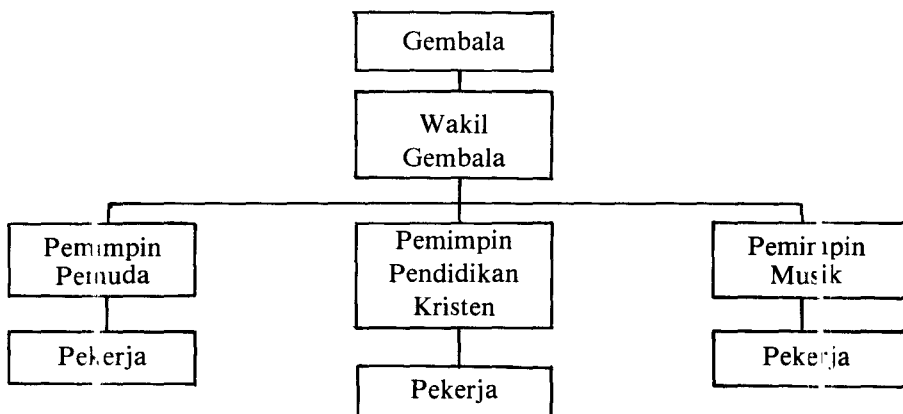 Gembala
Wakil
Gembala
Pemimpin
Pemuda
Pemimpin
Pendidikan
Kristen
Pemimpin
Musik
Pekerja
Pekerja
Pekerja